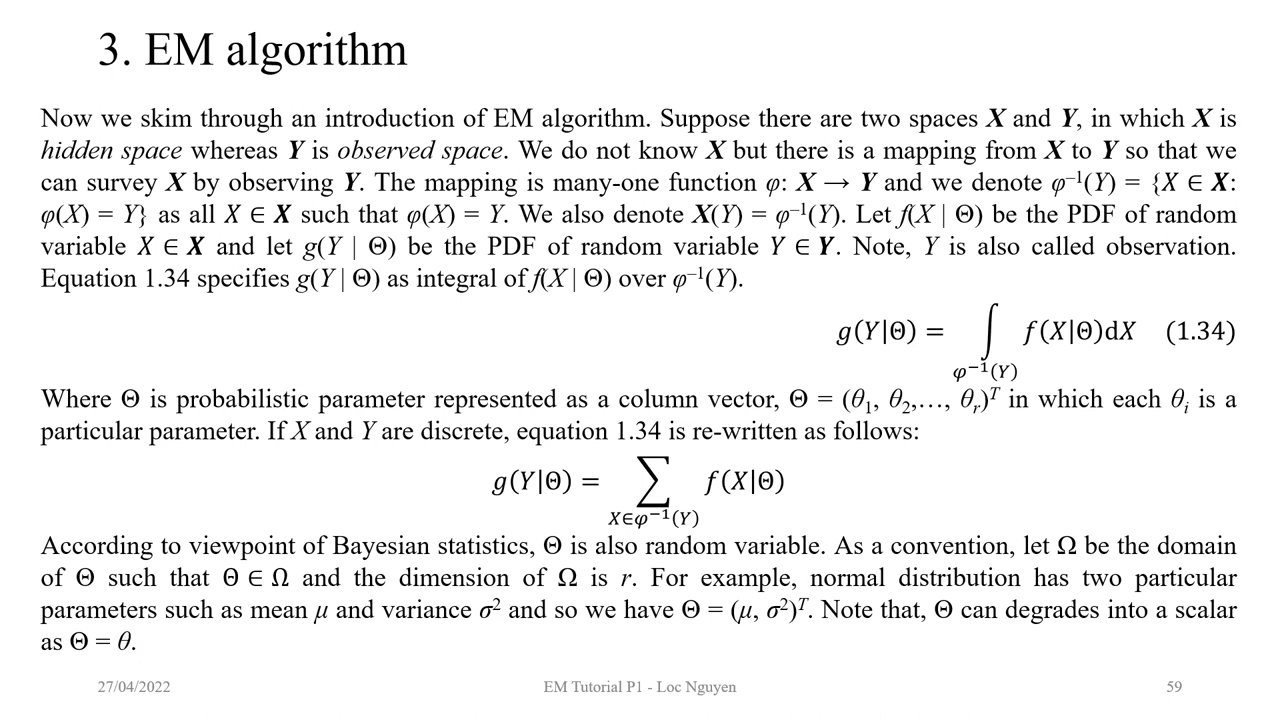 3. EM algorithm
Now we skim through an introduction of EM algorithm. Suppose there are two spaces X and Y, in which X is
hidden space whereas Y is observed space. We do not know X but there is a mapping from X to Y so that we
can survey X by observing Y. The mapping is many-one function φ: X → Y and we denote φ⁻¹(Y) = {X ∈ X:
φ(X) = Y} as all X ∈ X such that φ(X) = Y. We also denote X(Y) = φ⁻¹(Y). Let f(X | Θ) be the PDF of random
variable X ∈ X and let g(Y | Θ) be the PDF of random variable Y ∈ Y. Note, Y is also called observation.
Equation 1.34 specifies g(Y | Θ) as integral of f(X | Θ) over φ⁻¹(Y).
g(Y|Θ) = ∫ f(X|Θ)dX (1.34)
φ⁻¹(Y)
Where Θ is probabilistic parameter represented as a column vector, Θ = (θ₁, θ₂,…, θᵣ)ᵀ in which each θᵢ is a
particular parameter. If X and Y are discrete, equation 1.34 is re-written as follows:
g(Y|Θ) = ∑ f(X|Θ)
X∈φ⁻¹(Y)
According to viewpoint of Bayesian statistics, Θ is also random variable. As a convention, let Ω be the domain
of Θ such that Θ ∈ Ω and the dimension of Ω is r. For example, normal distribution has two particular
parameters such as mean μ and variance σ² and so we have Θ = (μ, σ²)ᵀ. Note that, Θ can degrades into a scalar
as Θ = θ.
27/04/2022
EM Tutorial P1 - Loc Nguyen
59